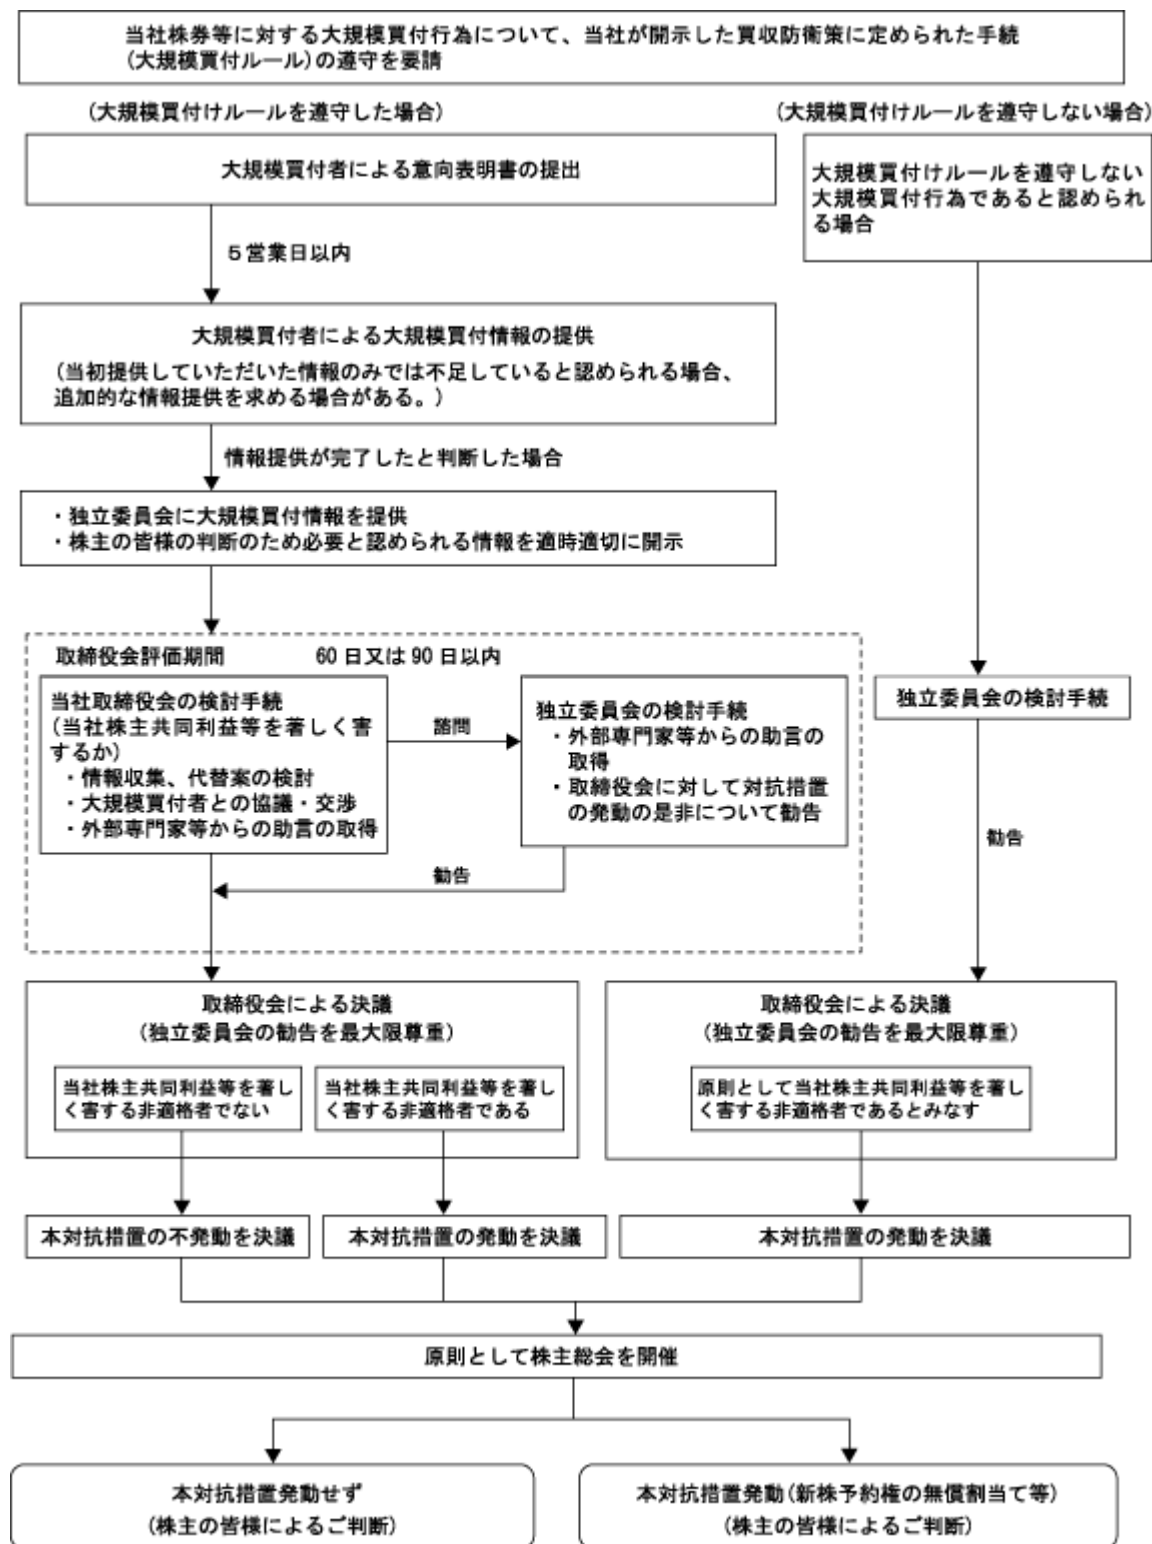 当社株券等に対する大規模買付行為について、当社が開示した買収防衛策に定められた手続
(大規模買付ルール)の遵守を要請
(大規模買付けルールを遵守した場合)
(大規模買付けルールを遵守しない場合)
大規模買付者による意向表明書の提出
大規模買付けルールを遵守しない
大規模買付行為であると認められ
る場合
5営業日以内
大規模買付者による大規模買付情報の提供
(当初提供していただいた情報のみでは不足していると認められる場合、
追加的な情報提供を求める場合がある。)
情報提供が完了したと判断した場合
・独立委員会に大規模買付情報を提供
・株主の皆様の判断のため必要と認められる情報を適時適切に開示
取締役会評価期間 60日又は90日以内
当社取締役会の検討手続
(当社株主共同利益等を著しく害
するか)
・情報収集、代替案の検討
・大規模買付者との協議・交渉
・外部専門家等からの助言の取得
諮問
独立委員会の検討手続
・外部専門家等からの助言の
取得
・取締役会に対して対抗措置
の発動の是非について勧告
勧告
独立委員会の検討手続
勧告
取締役会による決議
(独立委員会の勧告を最大限尊重)
当社株主共同利益等を著し
く害する非適格者でない
当社株主共同利益等を著し
く害する非適格者である
取締役会による決議
(独立委員会の勧告を最大限尊重)
原則として当社株主共同利益等を著し
く害する非適格者であるとみなす
本対抗措置の不発動を決議
本対抗措置の発動を決議
本対抗措置の発動を決議
原則として株主総会を開催
本対抗措置発動せず
(株主の皆様によるご判断)
本対抗措置発動(新株予約権の無償割当て等)
(株主の皆様によるご判断)